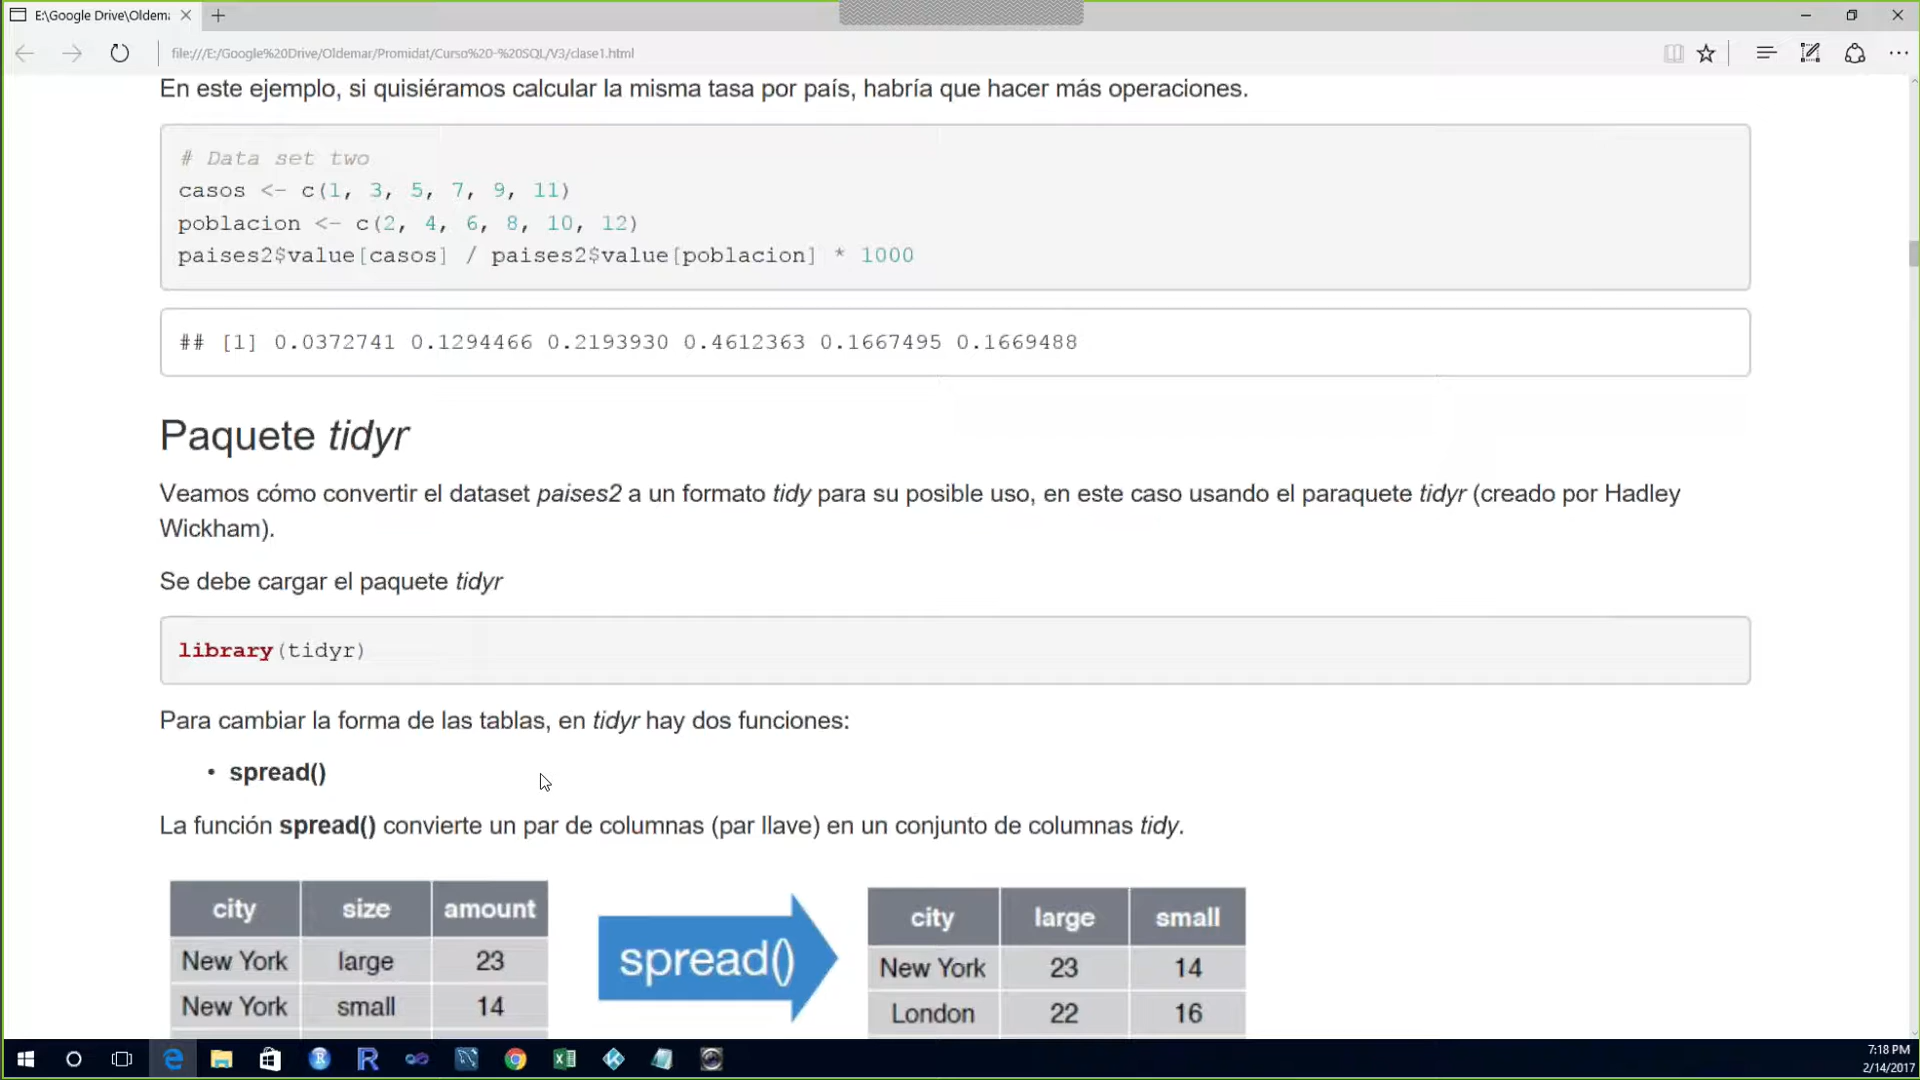 E:\Google Drive\Oldema
file:///E:/Google%20Drive/Oldemar/Promidat/Curso%20-%20SQL/V3/clase1.html
En este ejemplo, si quisiéramos calcular la misma tasa por país, habría que hacer más operaciones.
# Data set two
casos <- c(1, 3, 5, 7, 9, 11)
poblacion <- c(2, 4, 6, 8, 10, 12)
paises2$value[casos] / paises2$value[poblacion] * 1000
## [1] 0.0372741 0.1294466 0.2193930 0.4612363 0.1667495 0.1669488
Paquete tidyr
Veamos cómo convertir el dataset paises2 a un formato tidy para su posible uso, en este caso usando el paraquete tidyr (creado por Hadley
Wickham).
Se debe cargar el paquete tidyr
library(tidyr)
Para cambiar la forma de las tablas, en tidyr hay dos funciones:
• spread()
La función spread() convierte un par de columnas (par llave) en un conjunto de columnas tidy.
city size amount
New York large 23
New York small 14
spread()
city large small
New York 23 14
London 22 16
7:18 PM
2/14/2017